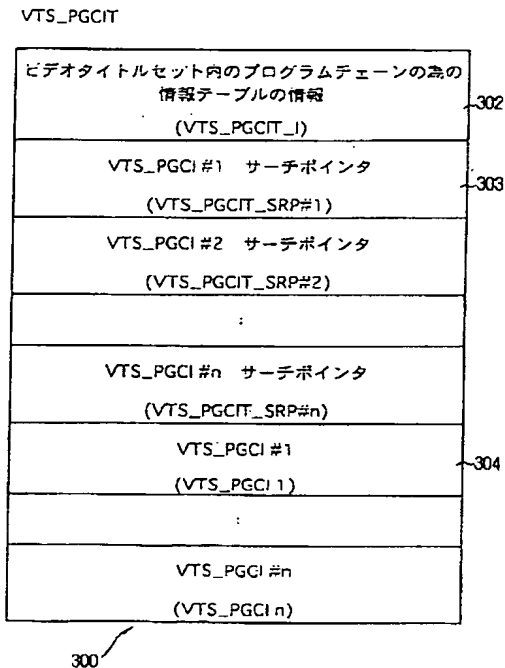 VTS_PGCIT
ビデオタイトルセット内のプログラムチェーンの為の
情報テーブルの情報
(VTS_PGCIT_I)
302
VTS_PGCI #1 サーチポインタ
303
(VTS_PGCIT_SRP#1)
VTS_PGCI #2 サーチポインタ
(VTS_PGCIT_SRP#2)
:
VTS_PGCI #n サーチポインタ
(VTS_PGCIT_SRP#n)
VTS_PGCI #1
304
(VTS_PGCI 1)
:
VTS_PGCI #n
(VTS_PGCI n)
300